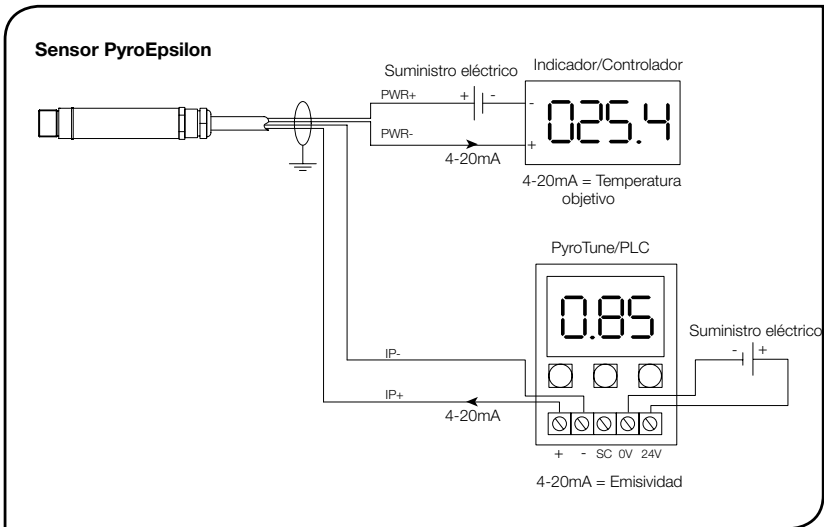 Sensor PyroEpsilon
Suministro eléctrico
Indicador/Controlador
PWR+
+
-
-
025.4
PWR-
+
4-20mA
4-20mA = Temperatura
objetivo
PyroTune/PLC
0.85
Suministro eléctrico
-
+
IP-
IP+
4-20mA
+ - SC 0V 24V
4-20mA = Emisividad